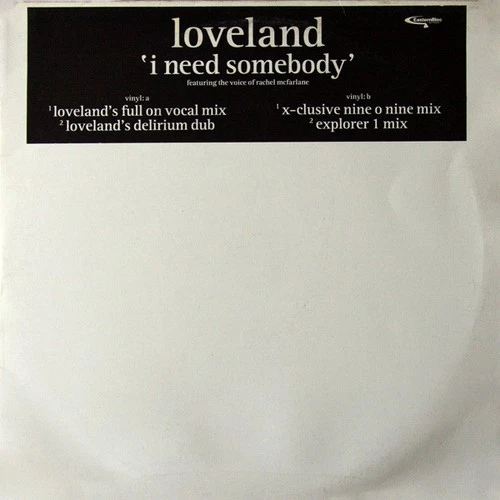 loveland
EasternBloc
'i need somebody'
featuring the voice of rachel mcfarlane
vinyl: a
1 loveland's full on vocal mix
2 loveland's delirium dub
vinyl: b
1 x-clusive nine o nine mix
2 explorer 1 mix